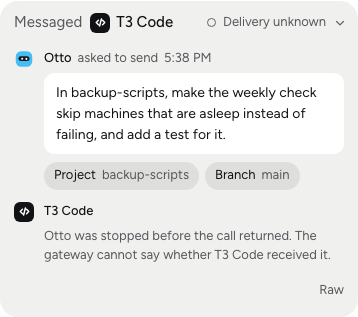 Messaged T3 Code Delivery unknown
Otto asked to send 5:38 PM
In backup-scripts, make the weekly check
skip machines that are asleep instead of
failing, and add a test for it.
Project backup-scripts Branch main
T3 Code
Otto was stopped before the call returned. The
gateway cannot say whether T3 Code received it.
Raw